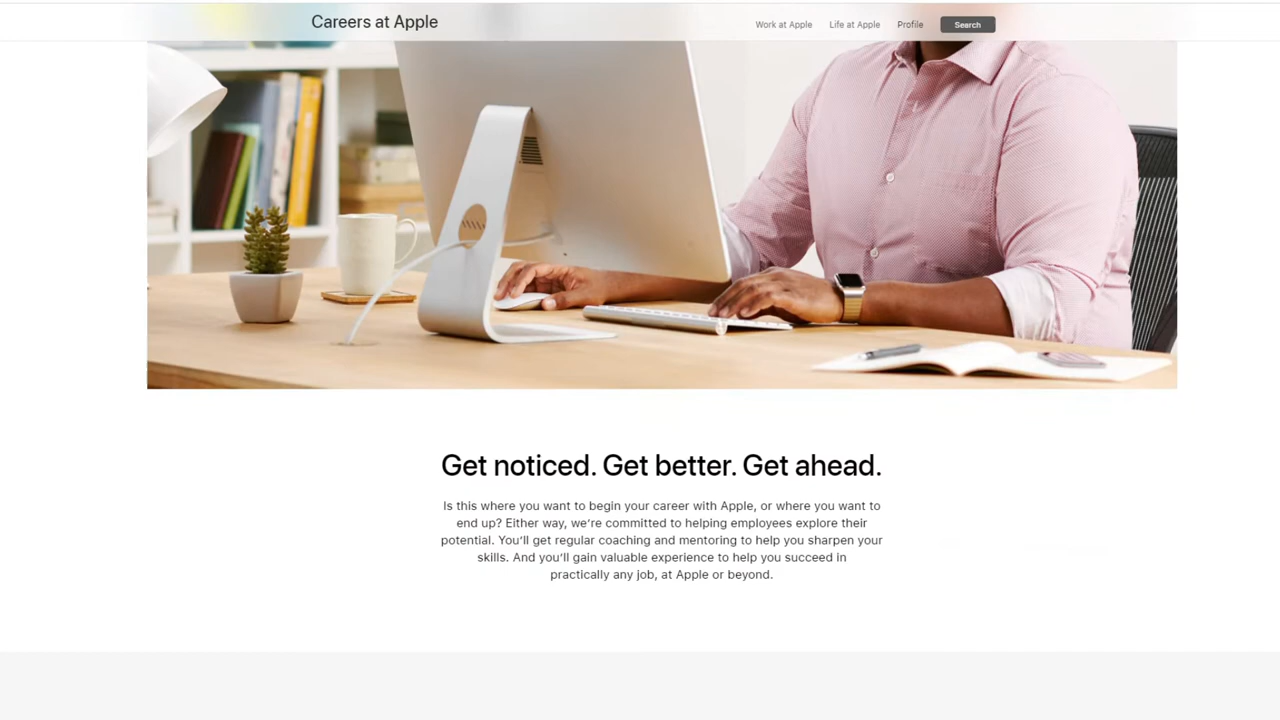 Careers at Apple
Work at Apple Life at Apple Profile Search
Get noticed. Get better. Get ahead.
Is this where you want to begin your career with Apple, or where you want to
end up? Either way, we're committed to helping employees explore their
potential. You'll get regular coaching and mentoring to help you sharpen your
skills. And you'll gain valuable experience to help you succeed in
practically any job, at Apple or beyond.